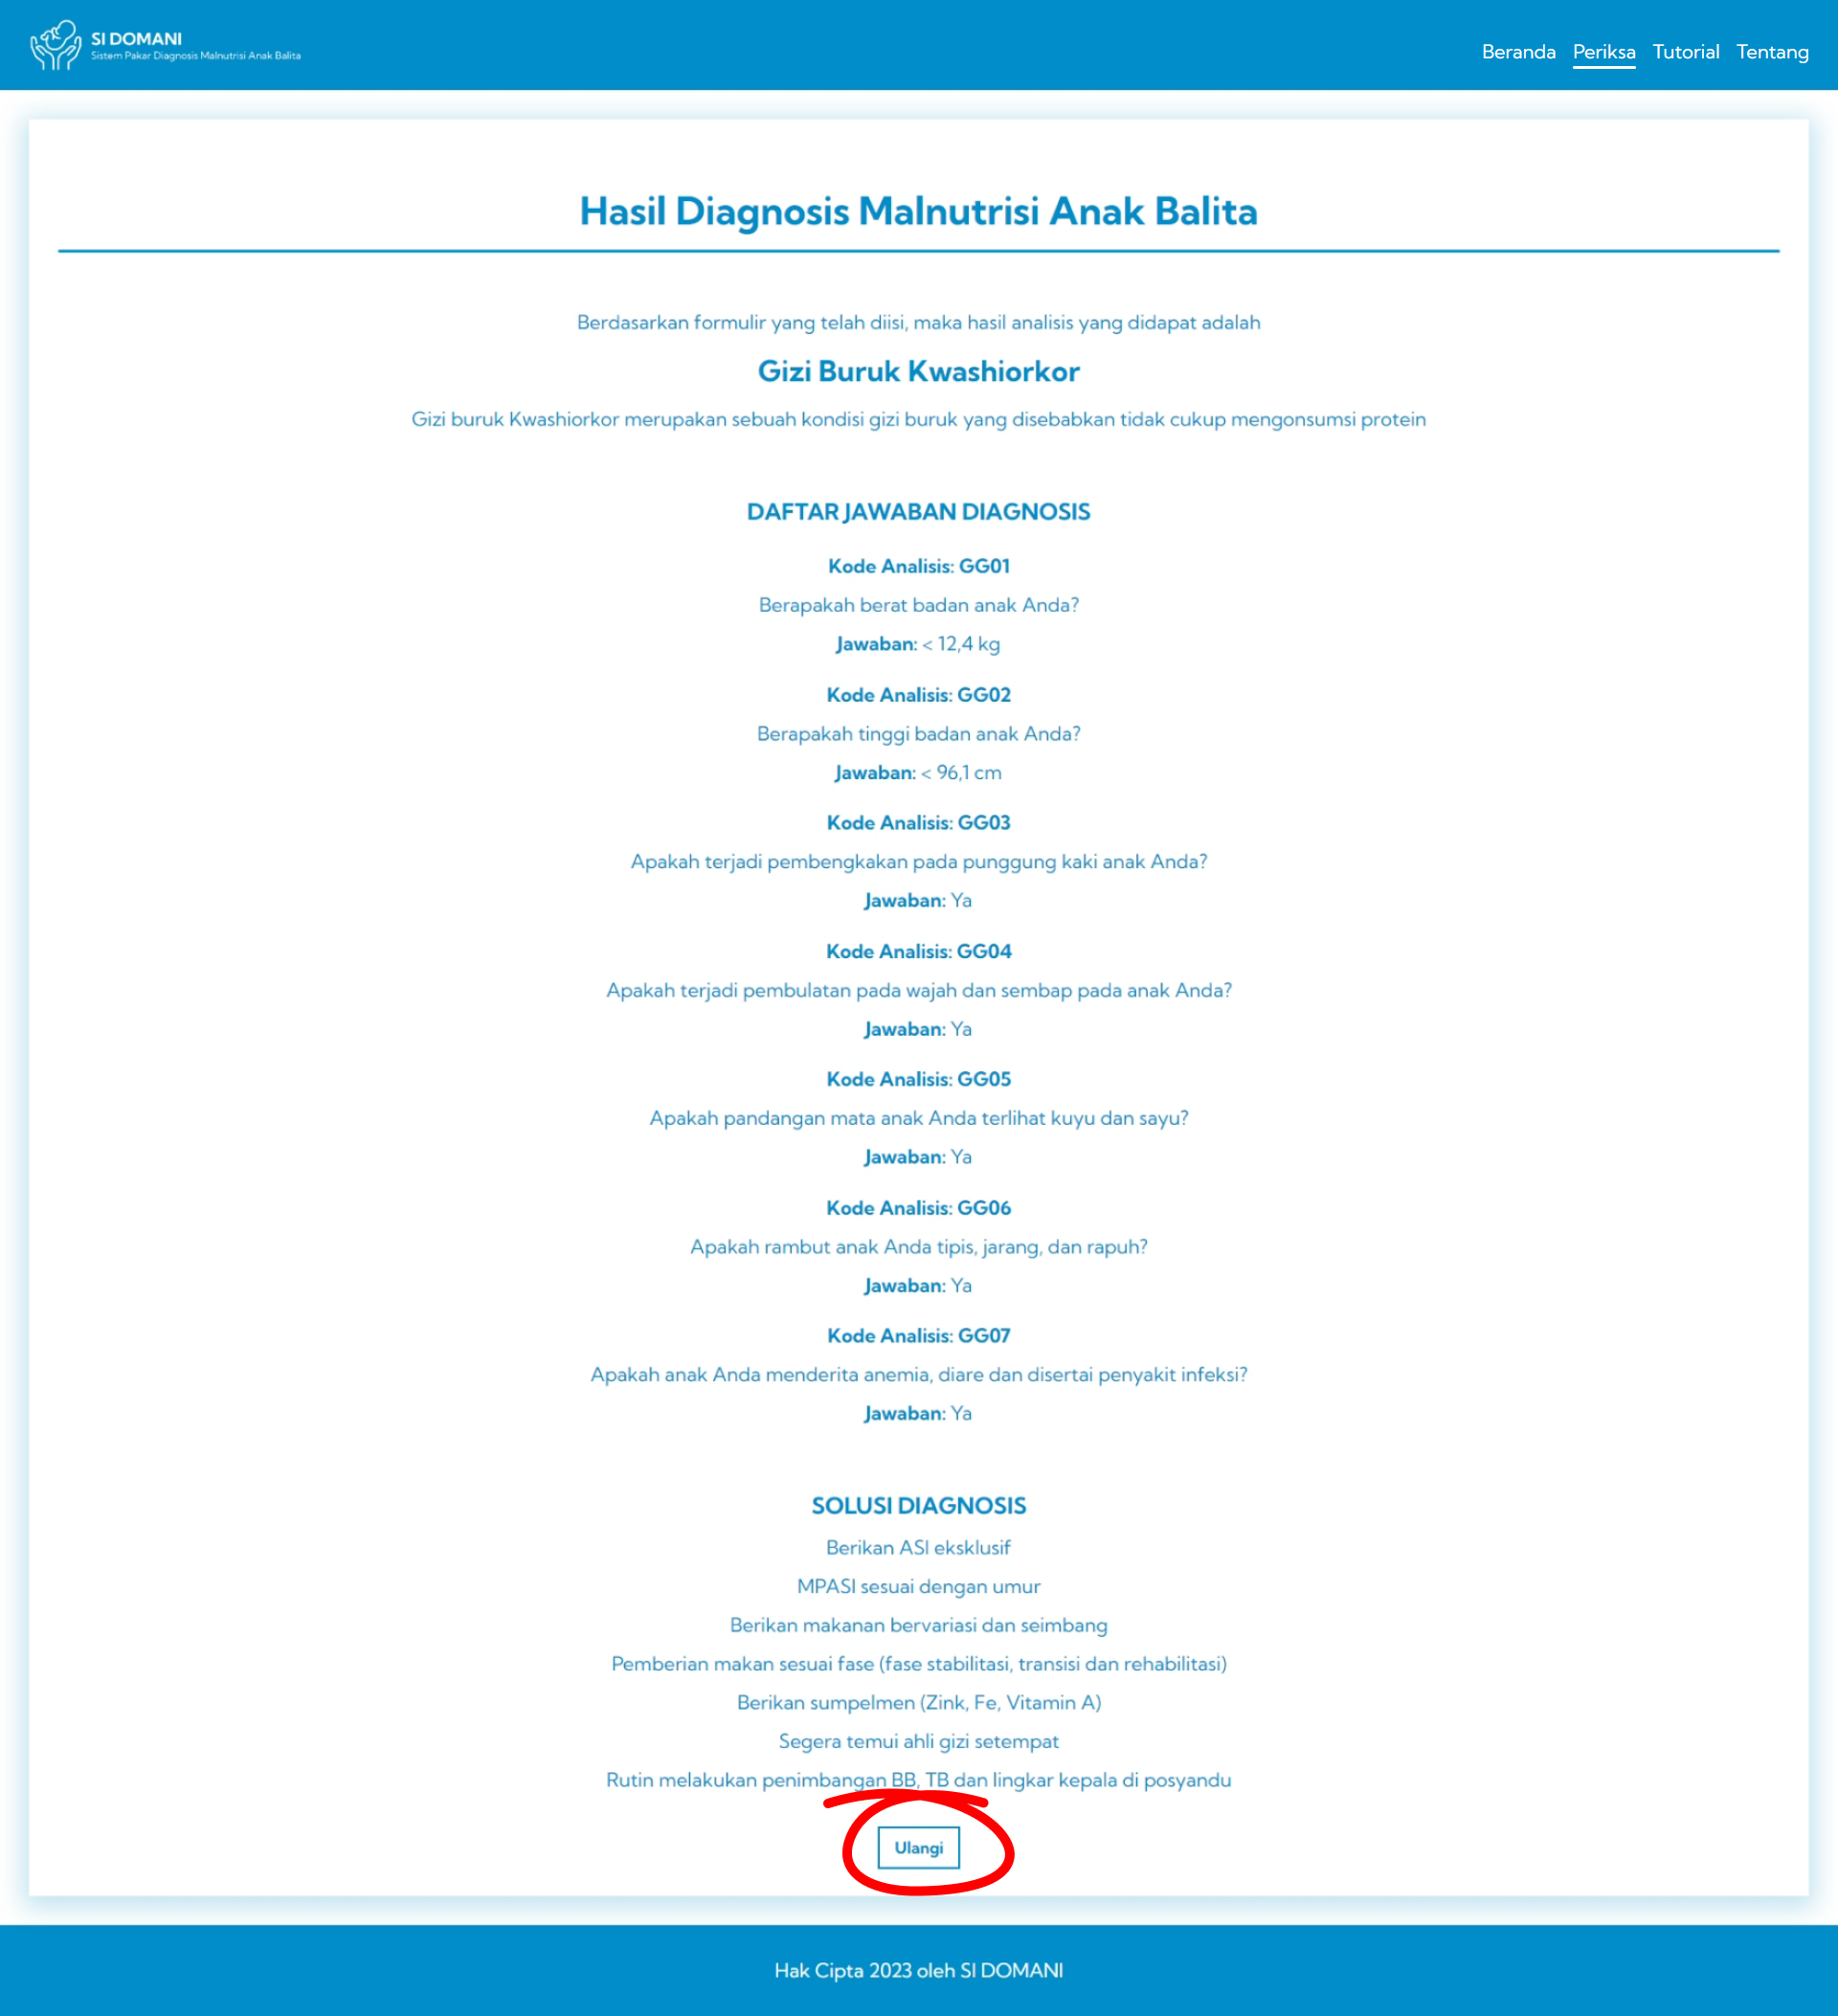 SI DOMANI
Sistem Pakar Diagnosis Malnutrisi Anak Balita
Beranda Periksa Tutorial Tentang
Hasil Diagnosis Malnutrisi Anak Balita
Berdasarkan formulir yang telah diisi, maka hasil analisis yang didapat adalah
Gizi Buruk Kwashiorkor
Gizi buruk Kwashiorkor merupakan sebuah kondisi gizi buruk yang disebabkan tidak cukup mengonsumsi protein
DAFTAR JAWABAN DIAGNOSIS
Kode Analisis: GG01
Berapakah berat badan anak Anda?
Jawaban: < 12,4 kg
Kode Analisis: GG02
Berapakah tinggi badan anak Anda?
Jawaban: < 96,1 cm
Kode Analisis: GG03
Apakah terjadi pembengkakan pada punggung kaki anak Anda?
Jawaban: Ya
Kode Analisis: GG04
Apakah terjadi pembulatan pada wajah dan sembap pada anak Anda?
Jawaban: Ya
Kode Analisis: GG05
Apakah pandangan mata anak Anda terlihat kuyu dan sayu?
Jawaban: Ya
Kode Analisis: GG06
Apakah rambut anak Anda tipis, jarang, dan rapuh?
Jawaban: Ya
Kode Analisis: GG07
Apakah anak Anda menderita anemia, diare dan disertai penyakit infeksi?
Jawaban: Ya
SOLUSI DIAGNOSIS
Berikan ASI eksklusif
MPASI sesuai dengan umur
Berikan makanan bervariasi dan seimbang
Pemberian makan sesuai fase (fase stabilitasi, transisi dan rehabilitasi)
Berikan sumpelmen (Zink, Fe, Vitamin A)
Segera temui ahli gizi setempat
Rutin melakukan penimbangan BB, TB dan lingkar kepala di posyandu
Ulangi
Hak Cipta 2023 oleh SI DOMANI